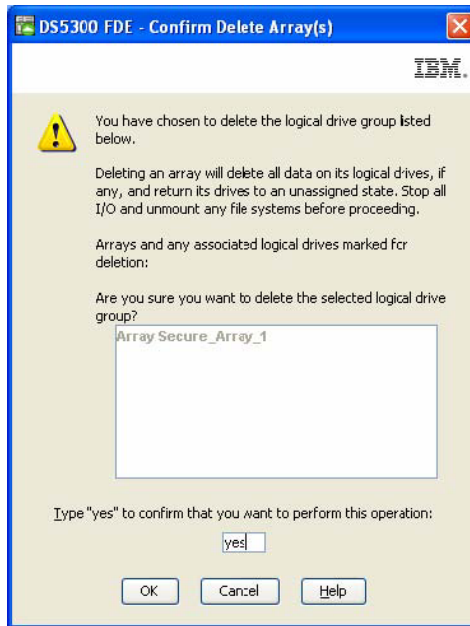 DS5300 FDE - Confirm Delete Array(s)
IBM.
You have chosen to delete the logical drive group listed
below.
Deleting an array will delete all data on its logical drives, if
any, and return its drives to an unassigned state. Stop all
I/O and unmount any file systems before proceeding.
Arrays and any associated logical drives marked for
deletion:
Are you sure you want to delete the selected logical drive
group?
Array Secure_Array_1
Type "yes" to confirm that you want to perform this operation:
yes
OK
Cancel
Help